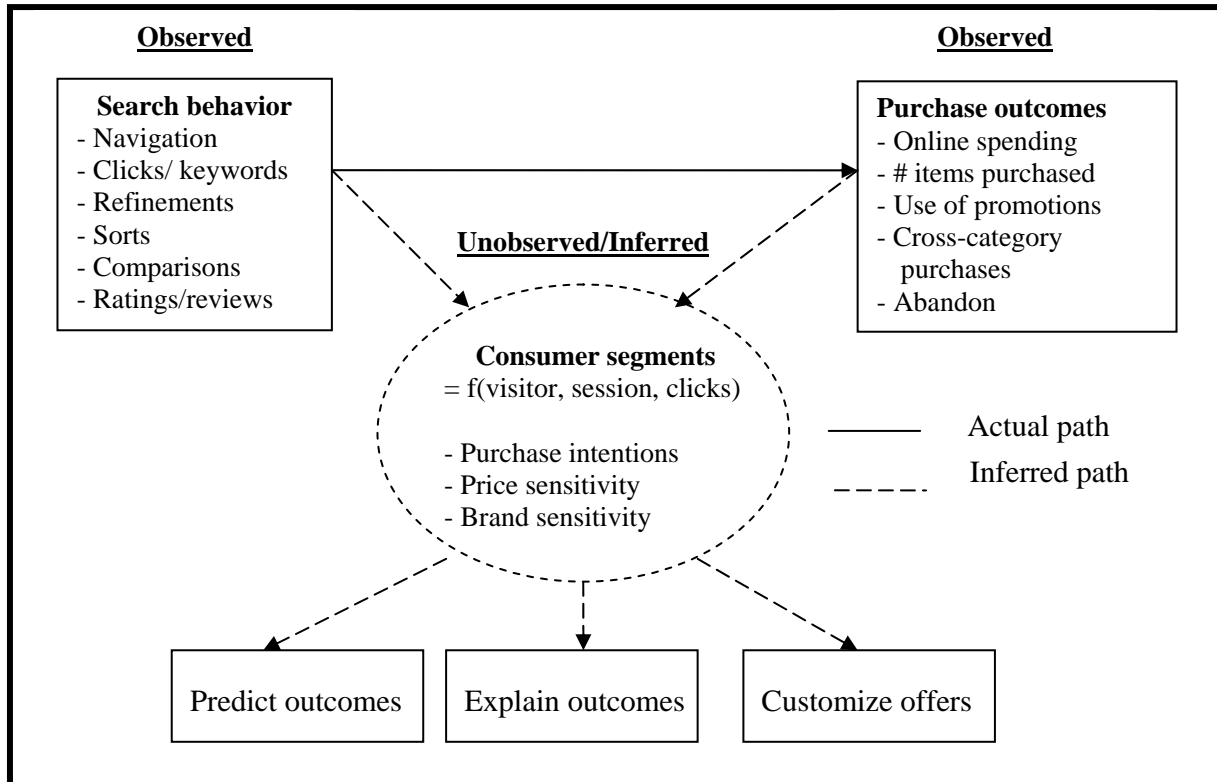 Observed
Observed
Search behavior
- Navigation
- Clicks/ keywords
- Refinements
- Sorts
- Comparisons
- Ratings/reviews
Purchase outcomes
- Online spending
- # items purchased
- Use of promotions
- Cross-category
purchases
- Abandon
Unobserved/Inferred
Consumer segments
= f(visitor, session, clicks)
- Purchase intentions
- Price sensitivity
- Brand sensitivity
Actual path
Inferred path
Predict outcomes
Explain outcomes
Customize offers